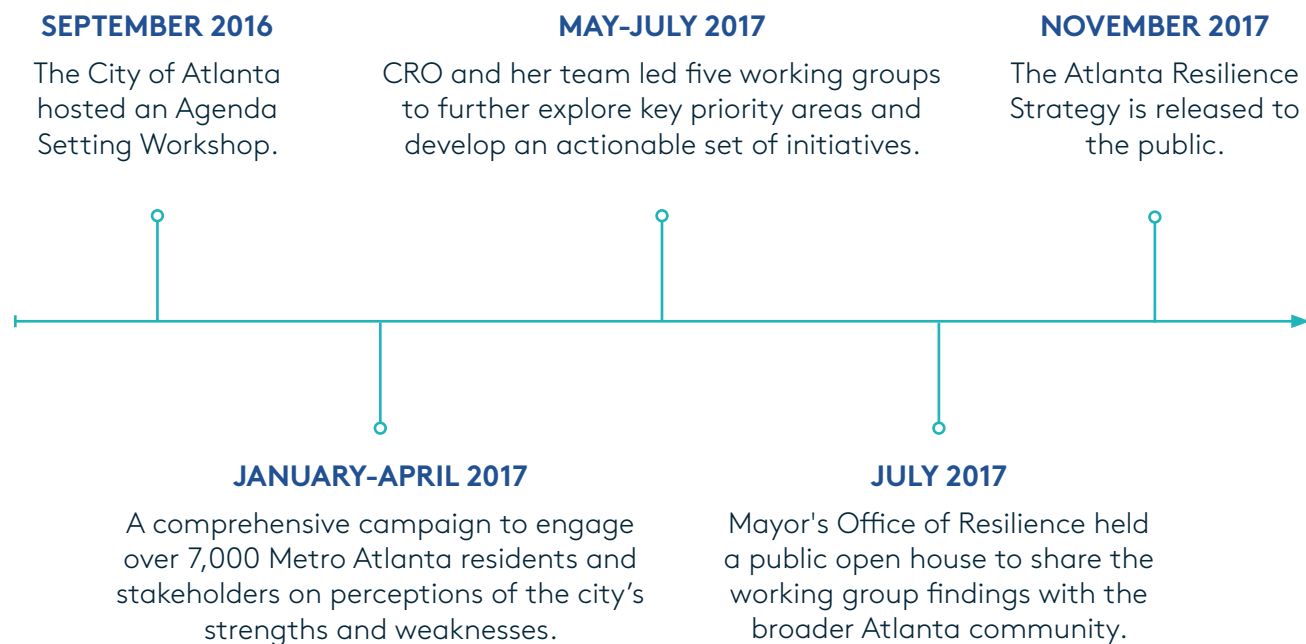 SEPTEMBER 2016
The City of Atlanta
hosted an Agenda
Setting Workshop.
MAY-JULY 2017
CRO and her team led five working groups
to further explore key priority areas and
develop an actionable set of initiatives.
NOVEMBER 2017
The Atlanta Resilience
Strategy is released to
the public.
JANUARY-APRIL 2017
A comprehensive campaign to engage
over 7,000 Metro Atlanta residents and
stakeholders on perceptions of the city’s
strengths and weaknesses.
JULY 2017
Mayor's Office of Resilience held
a public open house to share the
working group findings with the
broader Atlanta community.